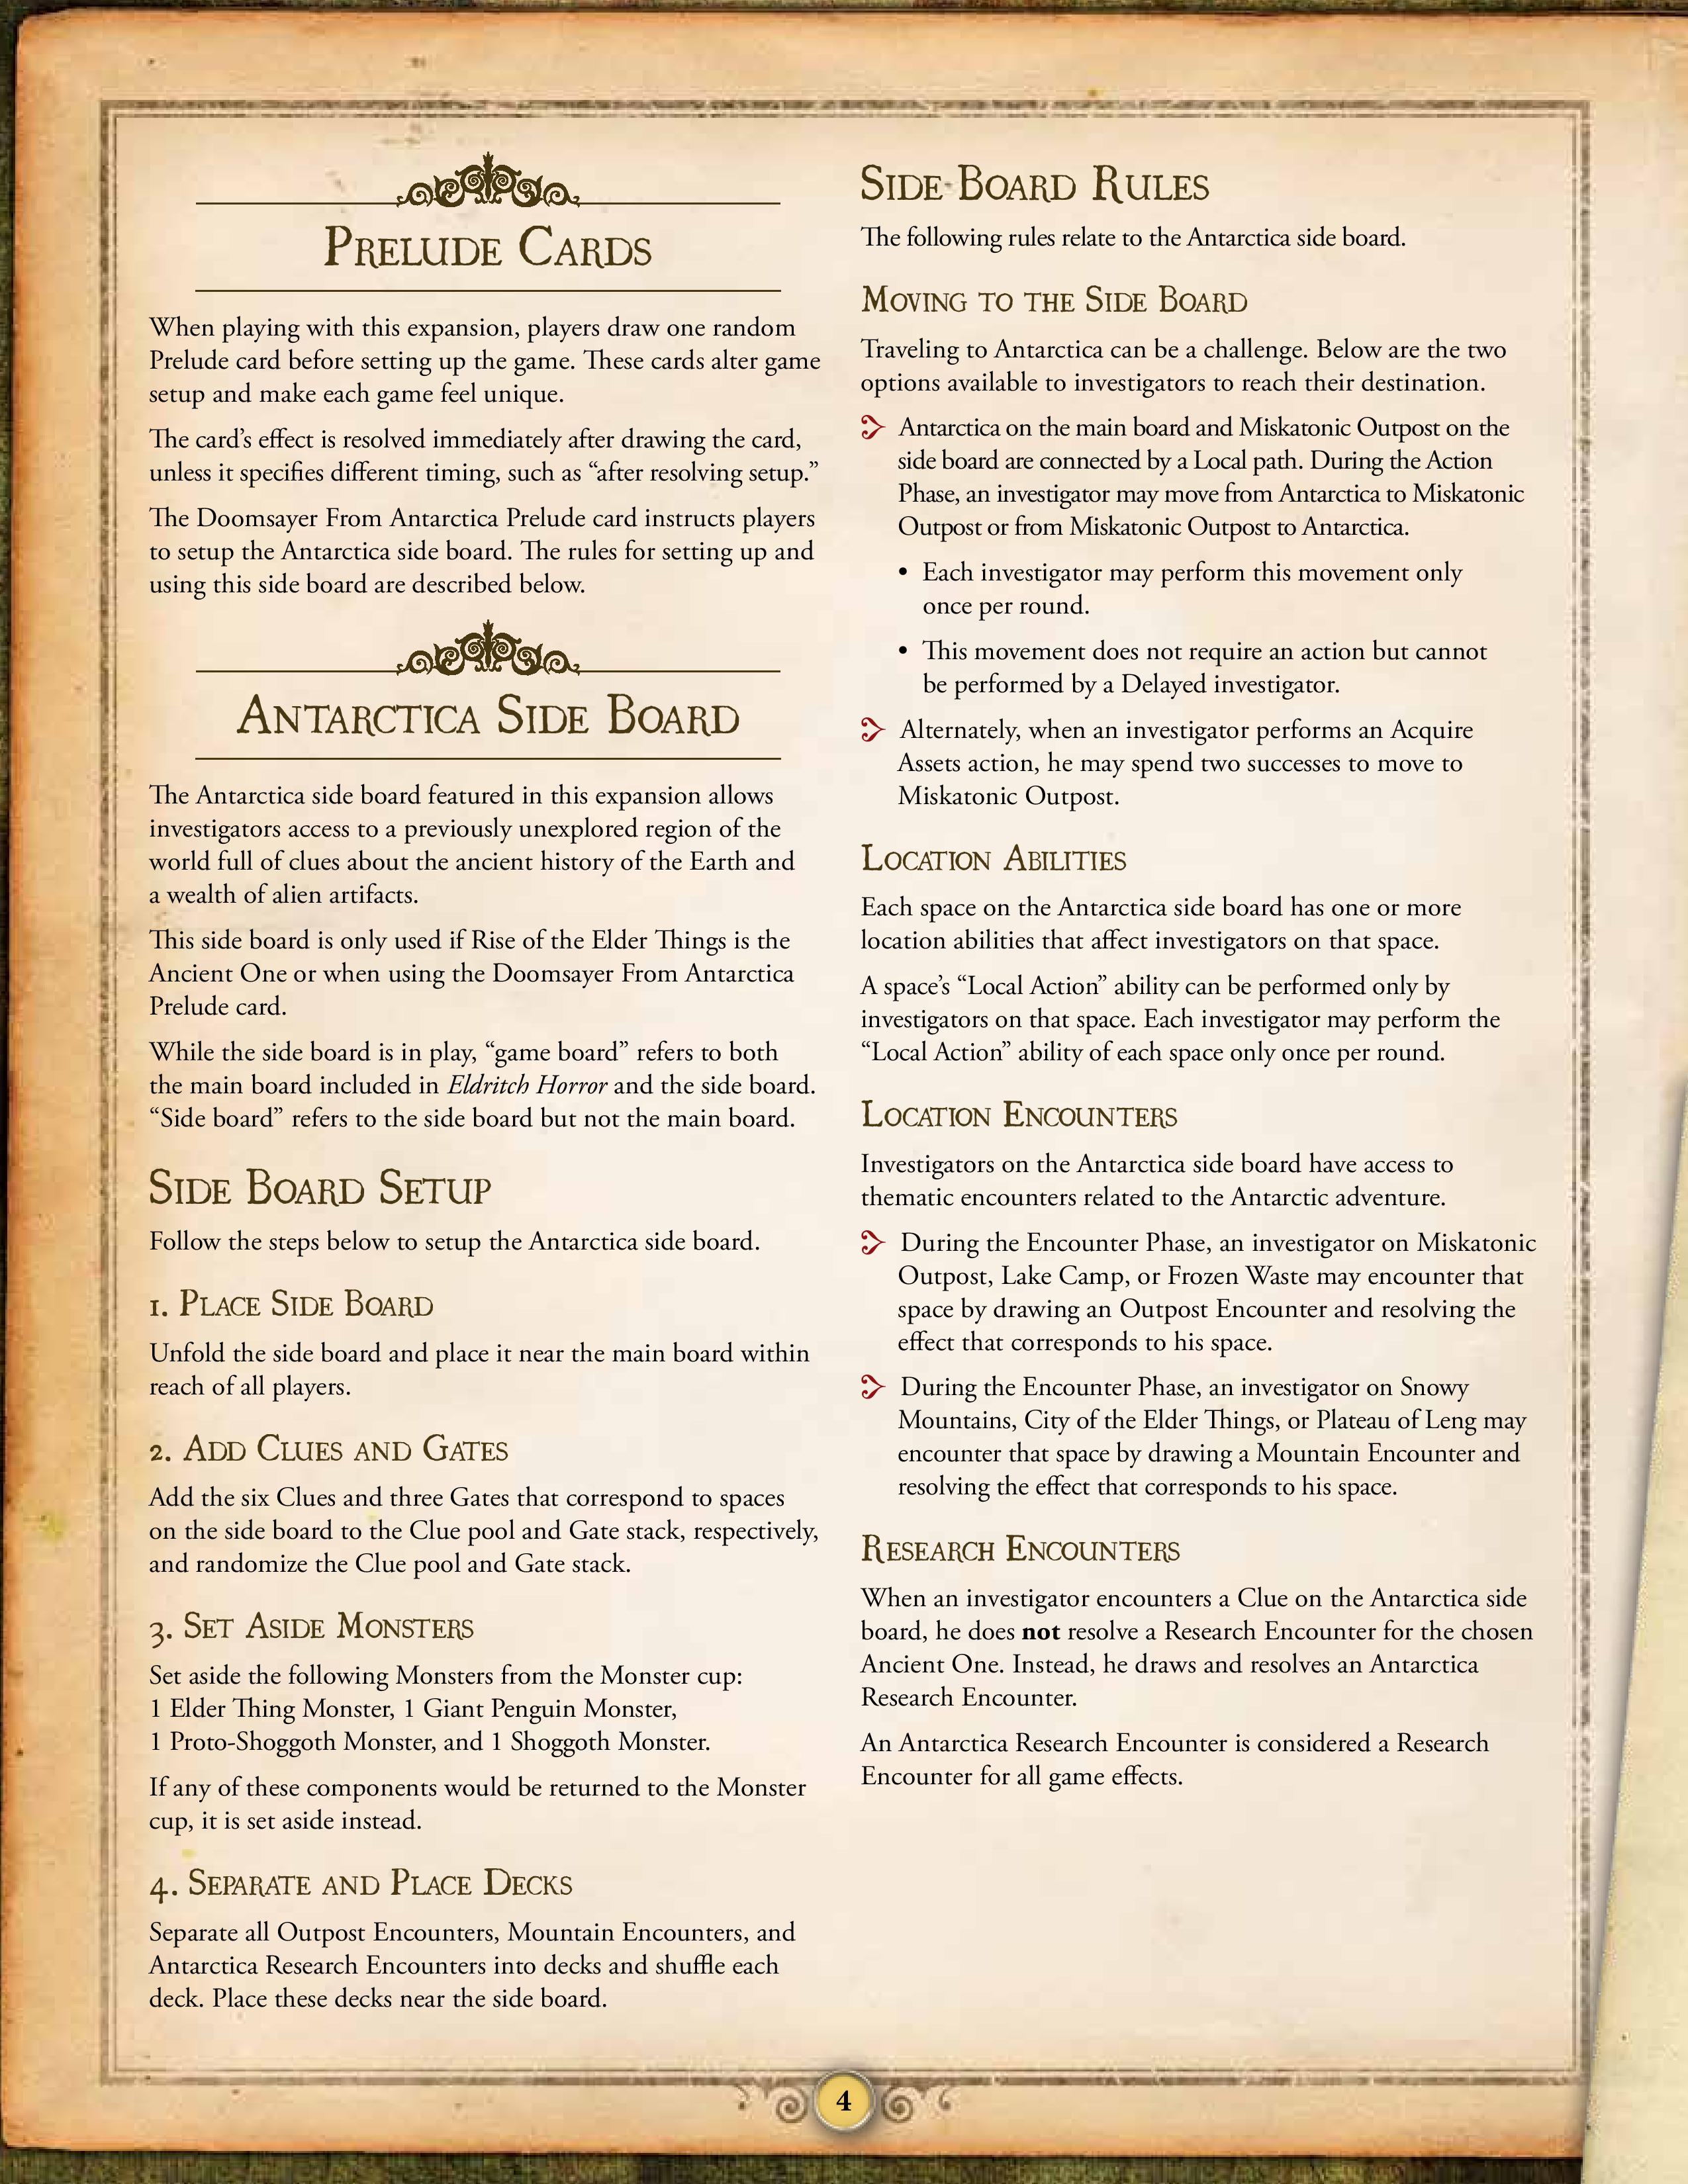 Prelude Cards
When playing with this expansion, players draw one random
Prelude card before setting up the game. These cards alter game
setup and make each game feel unique.
The card's effect is resolved immediately after drawing the card,
unless it specifies different timing, such as “after resolving setup.”
The Doomsayer From Antarctica Prelude card instructs players
to setup the Antarctica side board. The rules for setting up and
using this side board are described below.
Antarctica Side Board
The Antarctica side board featured in this expansion allows
investigators access to a previously unexplored region of the
world full of clues about the ancient history of the Earth and
a wealth of alien artifacts.
This side board is only used if Rise of the Elder Things is the
Ancient One or when using the Doomsayer From Antarctica
Prelude card.
While the side board is in play, “game board” refers to both
the main board included in Eldritch Horror and the side board.
“Side board” refers to the side board but not the main board.
Side Board Setup
Follow the steps below to setup the Antarctica side board.
1. Place Side Board
Unfold the side board and place it near the main board within
reach of all players.
2. Add Clues and Gates
Add the six Clues and three Gates that correspond to spaces
on the side board to the Clue pool and Gate stack, respectively,
and randomize the Clue pool and Gate stack.
3. Set Aside Monsters
Set aside the following Monsters from the Monster cup:
1 Elder Thing Monster, 1 Giant Penguin Monster,
1 Proto-Shoggoth Monster, and 1 Shoggoth Monster.
If any of these components would be returned to the Monster
cup, it is set aside instead.
4. Separate and Place Decks
Separate all Outpost Encounters, Mountain Encounters, and
Antarctica Research Encounters into decks and shuffle each
deck. Place these decks near the side board.
Side Board Rules
The following rules relate to the Antarctica side board.
Moving to the Side Board
Traveling to Antarctica can be a challenge. Below are the two
options available to investigators to reach their destination.
Antarctica on the main board and Miskatonic Outpost on the
side board are connected by a Local path. During the Action
Phase, an investigator may move from Antarctica to Miskatonic
Outpost or from Miskatonic Outpost to Antarctica.
• Each investigator may perform this movement only
once per round.
• This movement does not require an action but cannot
be performed by a Delayed investigator.
Alternately, when an investigator performs an Acquire
Assets action, he may spend two successes to move to
Miskatonic Outpost.
Location Abilities
Each space on the Antarctica side board has one or more
location abilities that affect investigators on that space.
A space's “Local Action” ability can be performed only by
investigators on that space. Each investigator may perform the
“Local Action” ability of each space only once per round.
Location Encounters
Investigators on the Antarctica side board have access to
thematic encounters related to the Antarctic adventure.
During the Encounter Phase, an investigator on Miskatonic
Outpost, Lake Camp, or Frozen Waste may encounter that
space by drawing an Outpost Encounter and resolving the
effect that corresponds to his space.
During the Encounter Phase, an investigator on Snowy
Mountains, City of the Elder Things, or Plateau of Leng may
encounter that space by drawing a Mountain Encounter and
resolving the effect that corresponds to his space.
Research Encounters
When an investigator encounters a Clue on the Antarctica side
board, he does not resolve a Research Encounter for the chosen
Ancient One. Instead, he draws and resolves an Antarctica
Research Encounter.
An Antarctica Research Encounter is considered a Research
Encounter for all game effects.
4